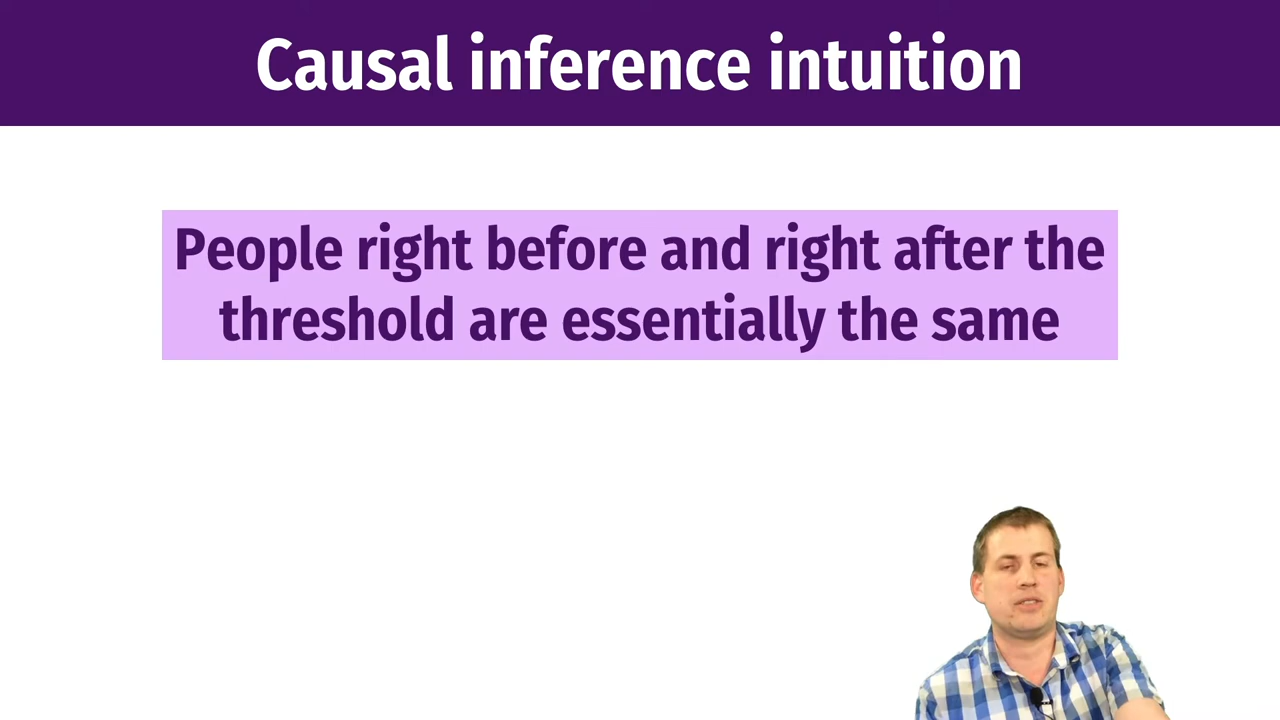 Causal inference intuition
People right before and right after the
threshold are essentially the same